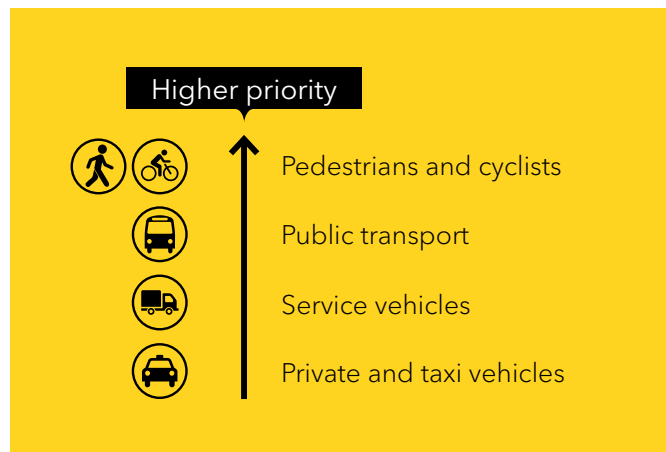 Higher priority
Pedestrians and cyclists
Public transport
Service vehicles
Private and taxi vehicles